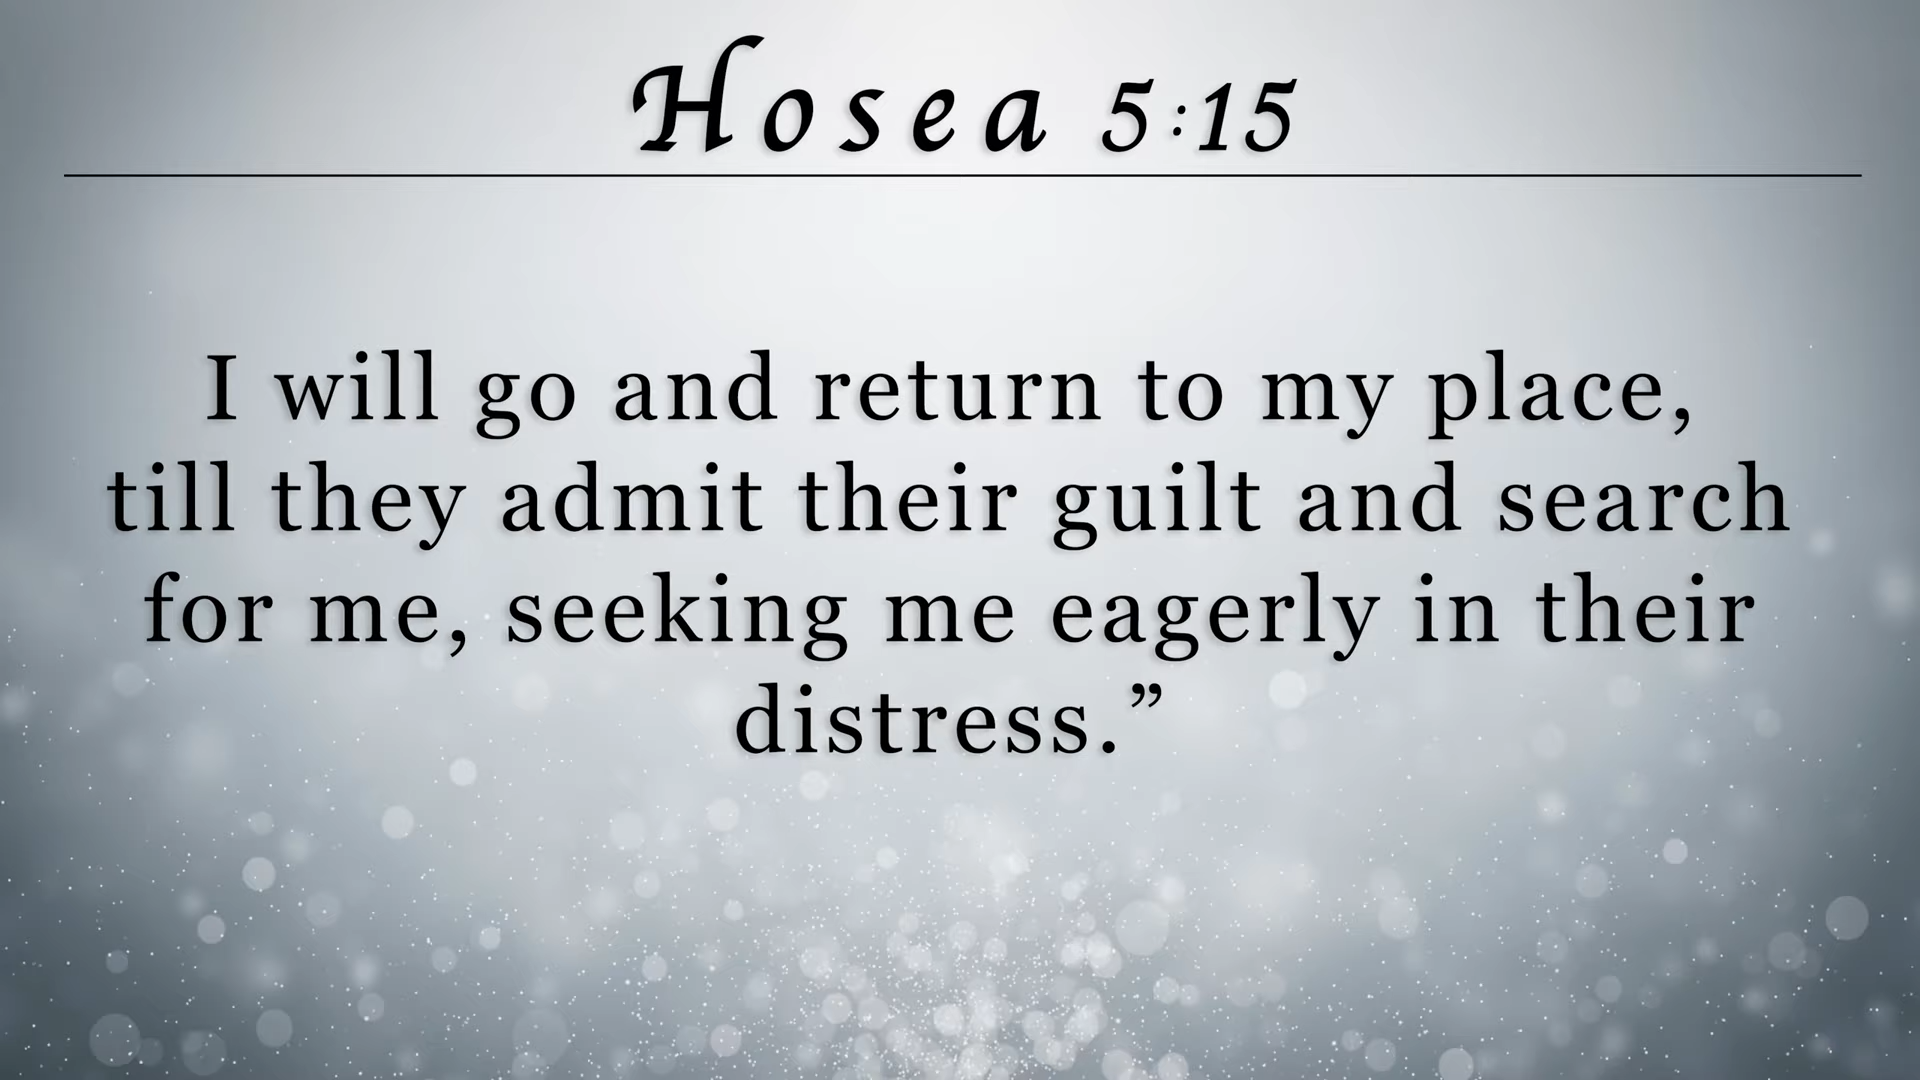 Hosea 5:15
I will go and return to my place,
till they admit their guilt and search
for me, seeking me eagerly in their
distress.”